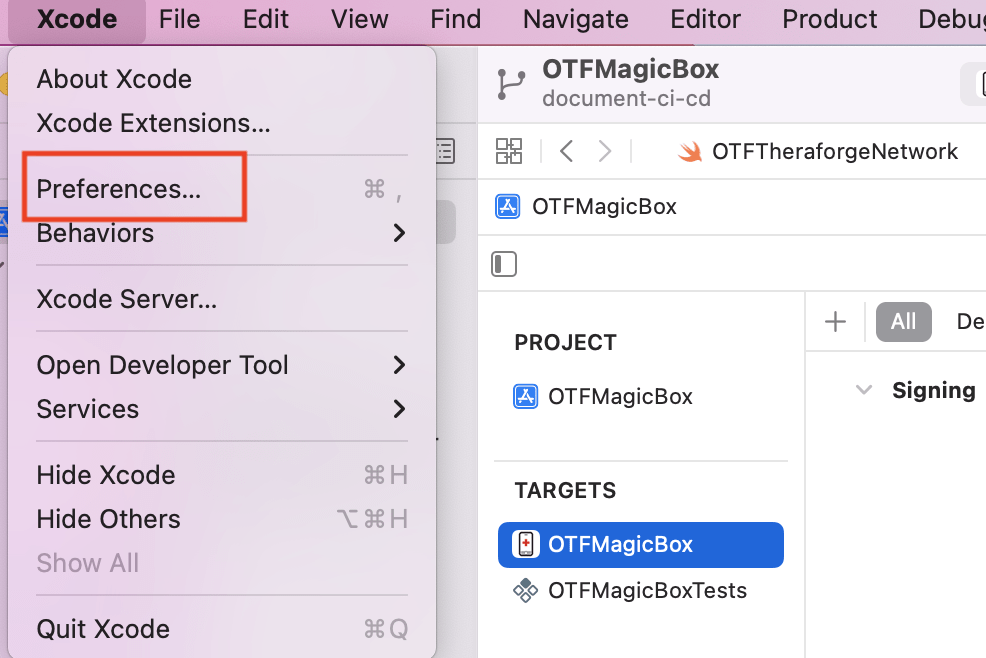 Xcode File Edit View Find Navigate Editor Product Debug
About Xcode
Xcode Extensions...
Preferences... ⌘ ,
Behaviors
Xcode Server...
Open Developer Tool
Services
Hide Xcode ⌘H
Hide Others ⌥⌘H
Show All
Quit Xcode ⌘Q
OTFMagicBox
document-ci-cd
OTFTheraforgeNetwork
OTFMagicBox
PROJECT
OTFMagicBox
TARGETS
OTFMagicBox
OTFMagicBoxTests
All De
Signing